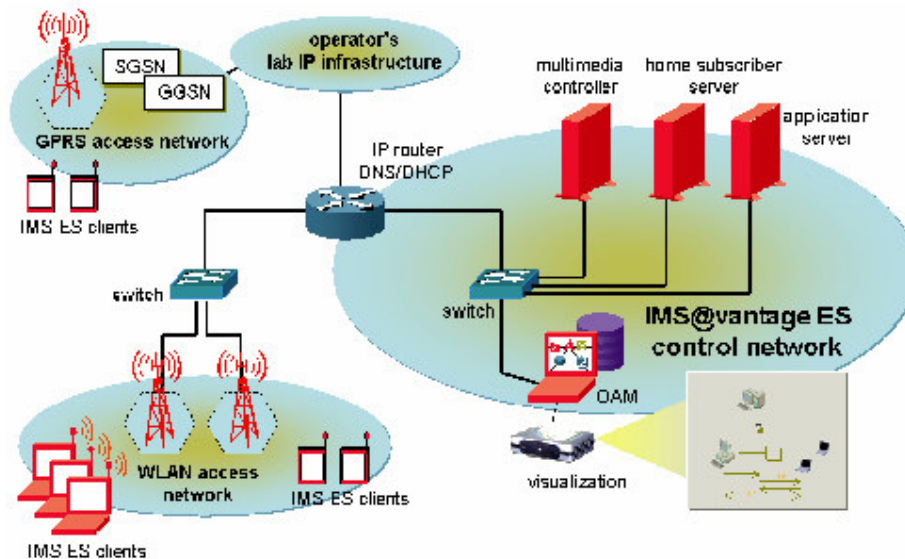 operator's
lab IP infrastructure
SGSN
GGSN
GPRS access network
IMS ES clients
multimedia
controller
home subscriber
server
application
server
IP router
DNS/DHCP
switch
switch
IMS@vantage ES
control network
OAM
WLAN access
network
IMS ES clients
visualization
IMS ES clients